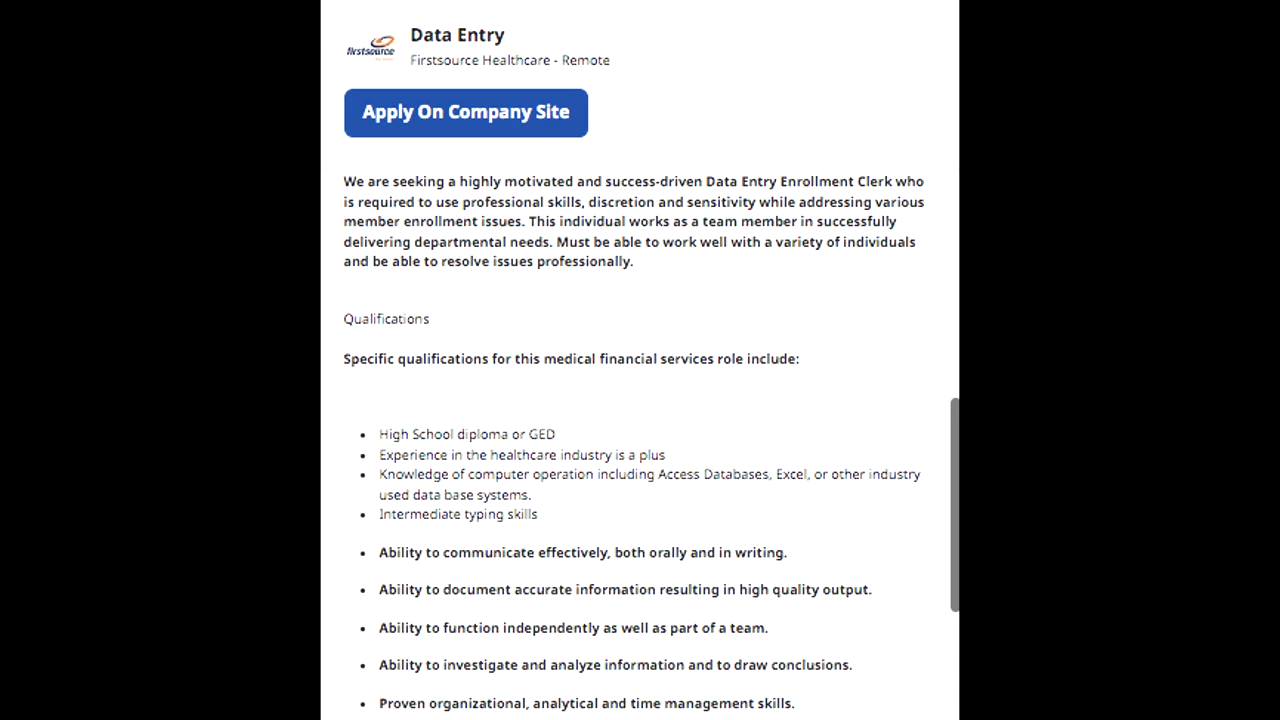 firstsource
Data Entry
Firstsource Healthcare - Remote
Apply On Company Site
We are seeking a highly motivated and success-driven Data Entry Enrollment Clerk who
is required to use professional skills, discretion and sensitivity while addressing various
member enrollment issues. This individual works as a team member in successfully
delivering departmental needs. Must be able to work well with a variety of individuals
and be able to resolve issues professionally.
Qualifications
Specific qualifications for this medical financial services role include:
• High School diploma or GED
• Experience in the healthcare industry is a plus
• Knowledge of computer operation including Access Databases, Excel, or other industry
used data base systems.
• Intermediate typing skills
• Ability to communicate effectively, both orally and in writing.
• Ability to document accurate information resulting in high quality output.
• Ability to function independently as well as part of a team.
• Ability to investigate and analyze information and to draw conclusions.
• Proven organizational, analytical and time management skills.